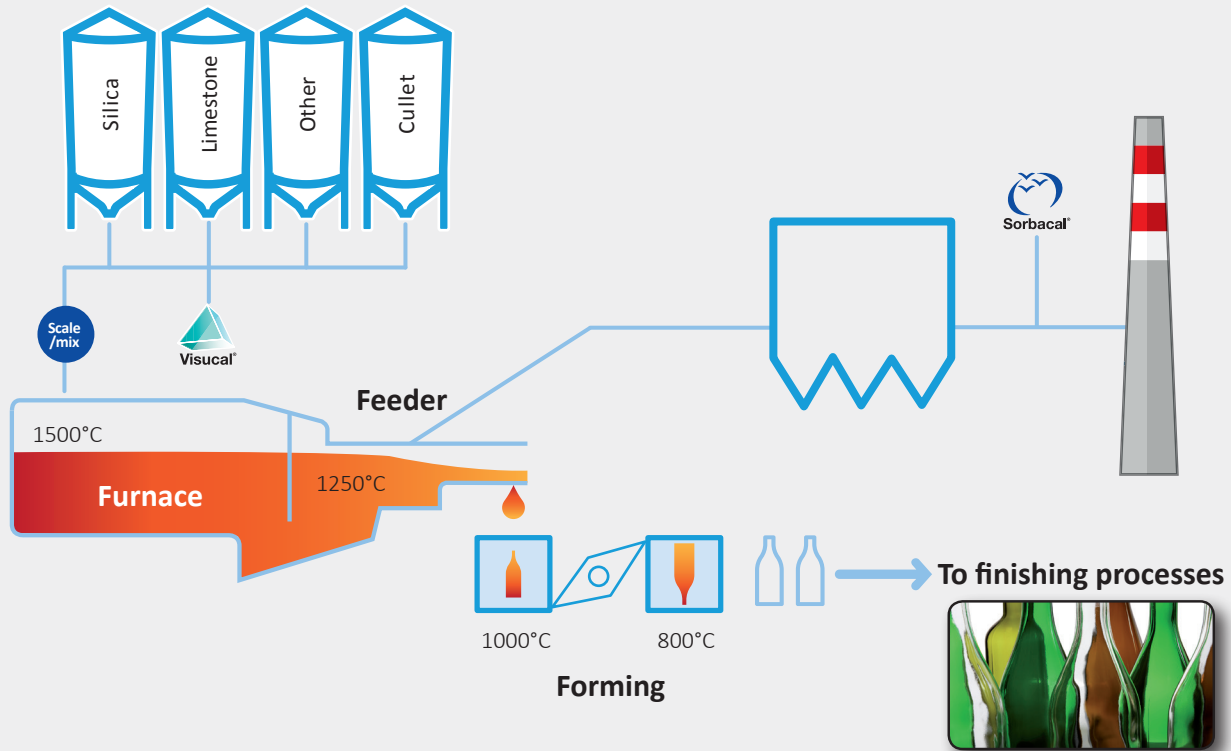 Silica
Limestone
Other
Cullet
Sorbacal®
Scale
/mix
Visucal®
Feeder
1500°C
Furnace
1250°C
To finishing processes
1000°C
800°C
Forming